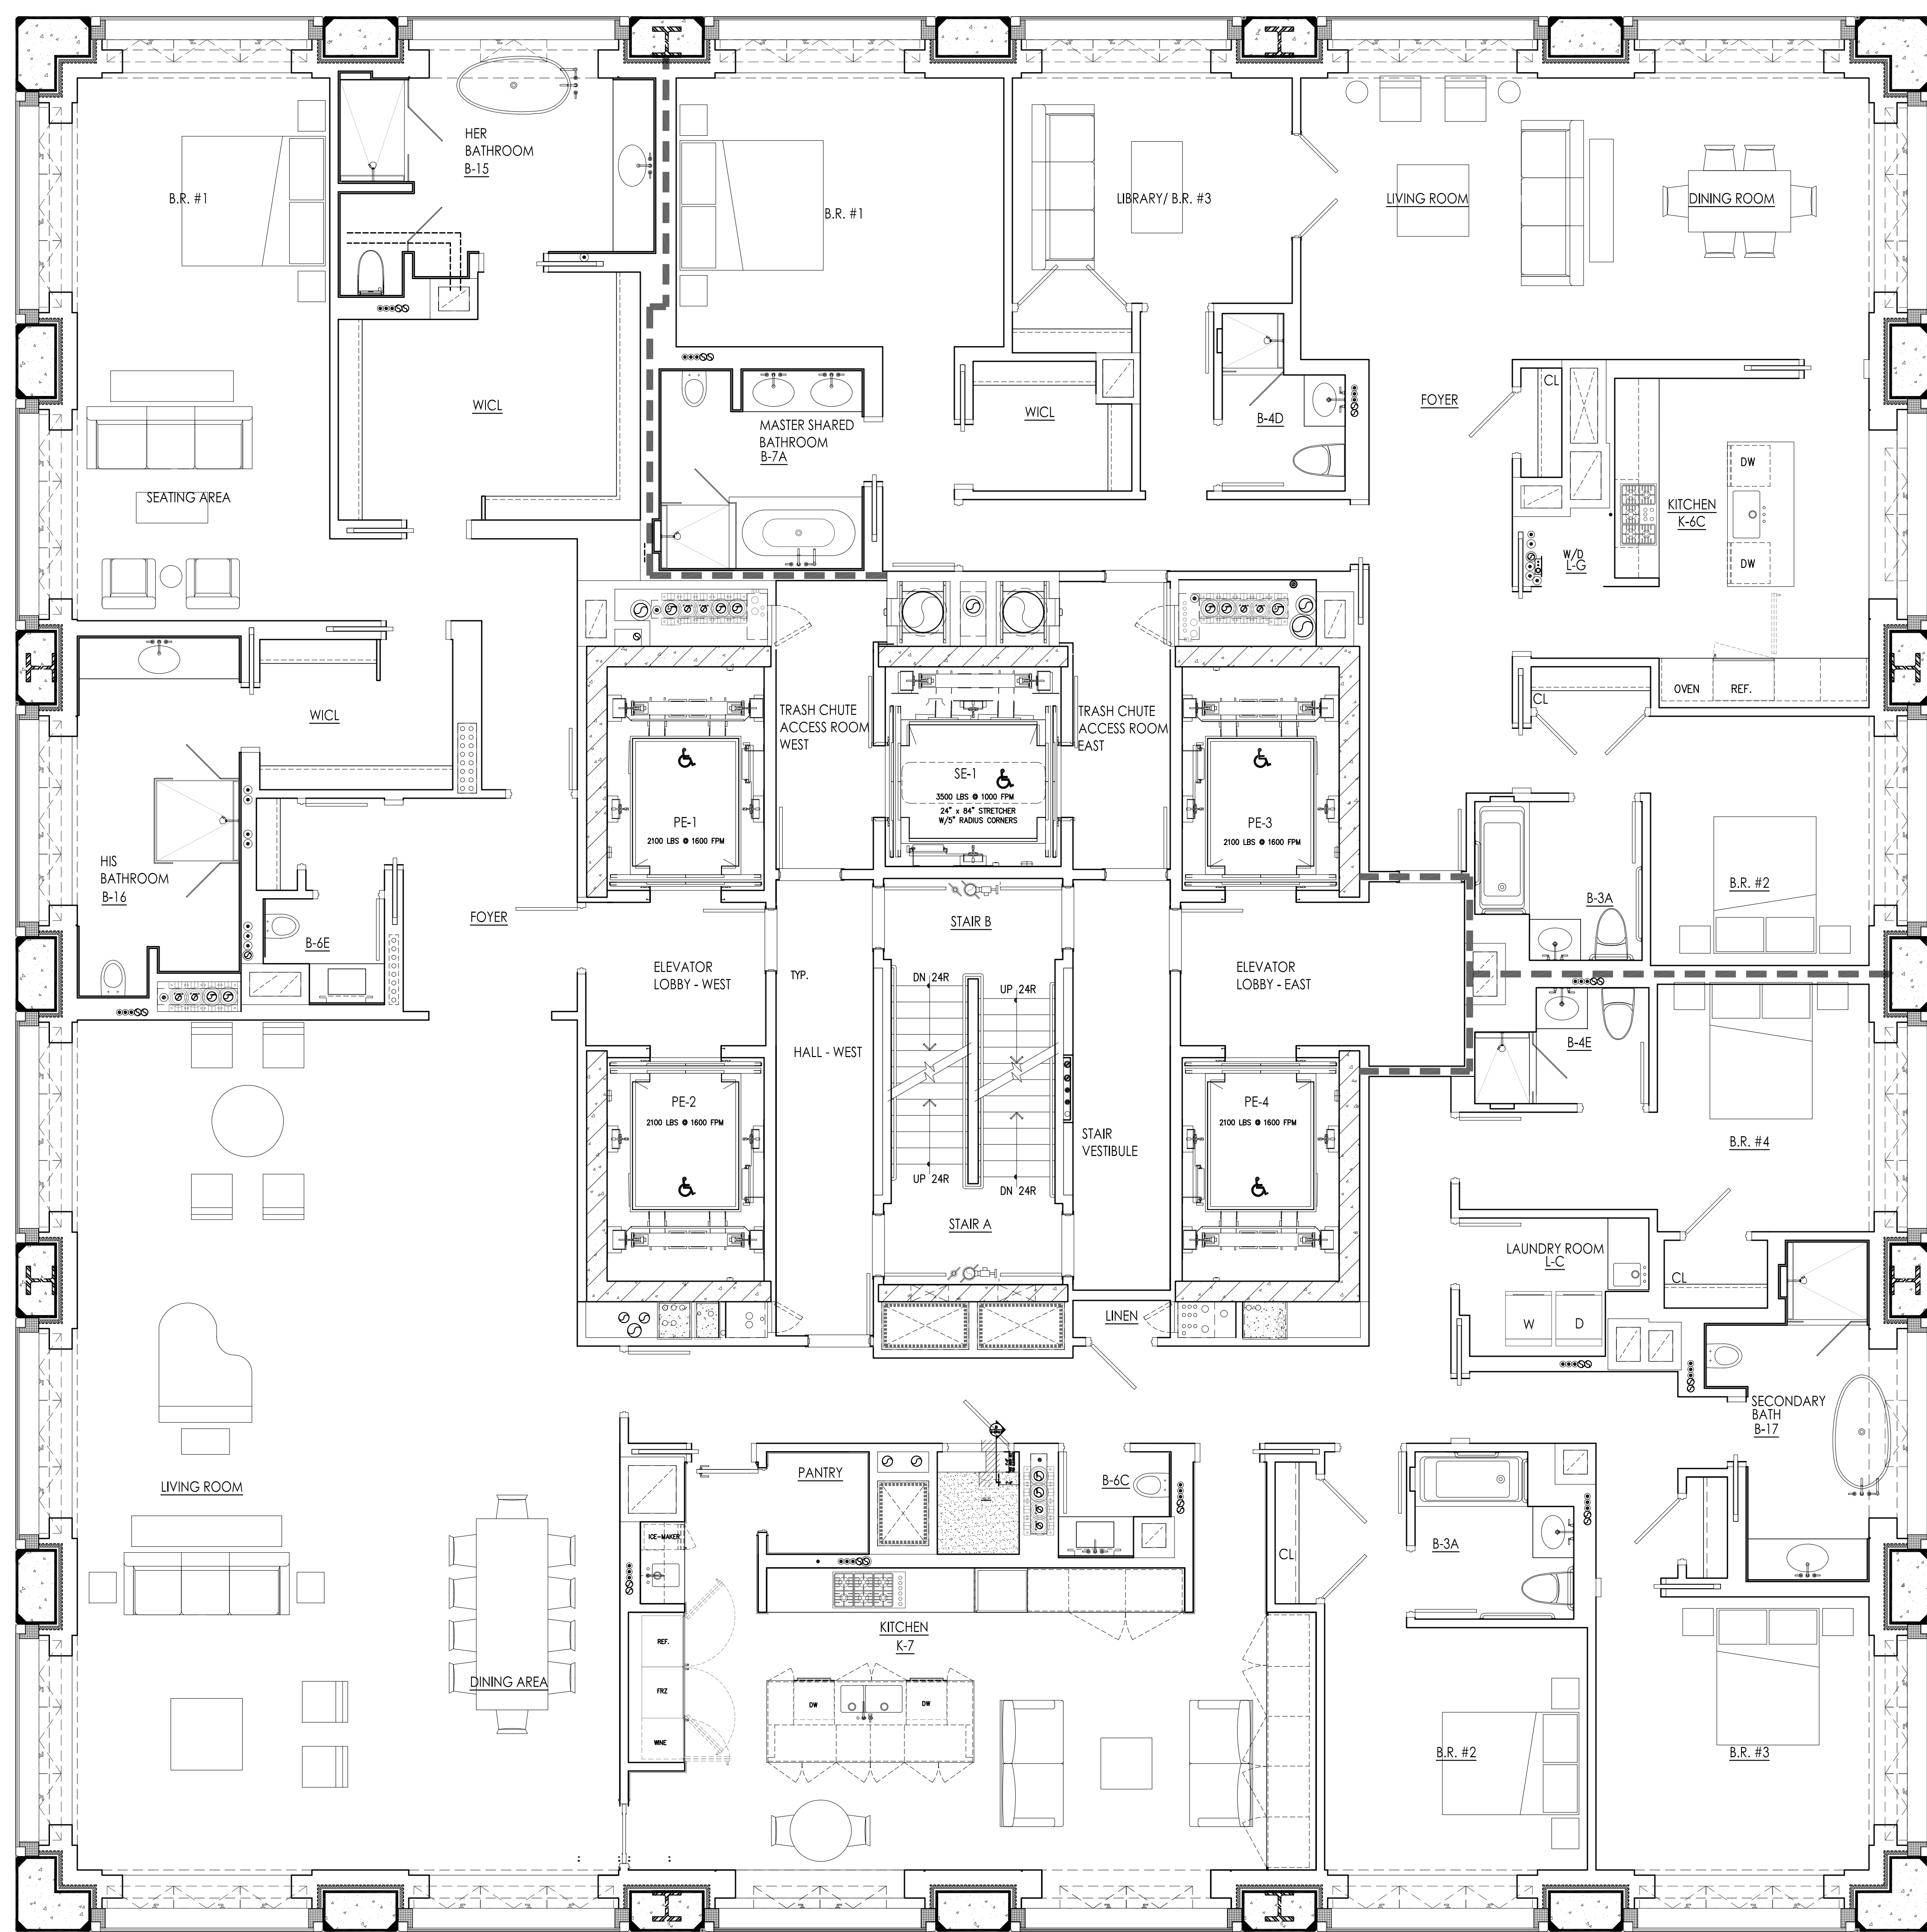 B.R. #1
HER
BATHROOM
B-15
B.R. #1
LIBRARY/ B.R. #3
LIVING ROOM
DINING ROOM
SEATING AREA
WICL
MASTER SHARED
BATHROOM
B-7A
WICL
B-4D
FOYER
CL
DW
KITCHEN
K-6C
W/D
L-G
DW
OVEN
REF.
CL
WICL
TRASH CHUTE
ACCESS ROOM
WEST
TRASH CHUTE
ACCESS ROOM
EAST
PE-1
2100 LBS @ 1600 FPM
SE-1
3500 LBS @ 1000 FPM
24" x 84" STRETCHER
W/5" RADIUS CORNERS
PE-3
2100 LBS @ 1600 FPM
HIS
BATHROOM
B-16
B-6E
FOYER
STAIR B
B-3A
B.R. #2
ELEVATOR
LOBBY - WEST
TYP.
DN 24R
UP 24R
ELEVATOR
LOBBY - EAST
HALL - WEST
B-4E
PE-2
2100 LBS @ 1600 FPM
STAIR
VESTIBULE
PE-4
2100 LBS @ 1600 FPM
B.R. #4
UP 24R
DN 24R
STAIR A
LAUNDRY ROOM
L-C
CL
W
D
LINEN
SECONDARY
BATH
B-17
LIVING ROOM
PANTRY
B-6C
ICE-MAKER
CL
B-3A
REF.
FRZ
WINE
DINING AREA
KITCHEN
K-7
DW
DW
B.R. #2
B.R. #3